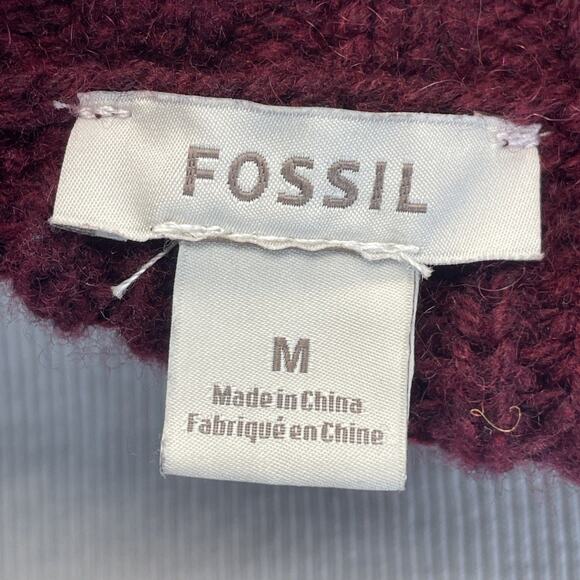 FOSSIL
M
Made in China
Fabriqué en Chine